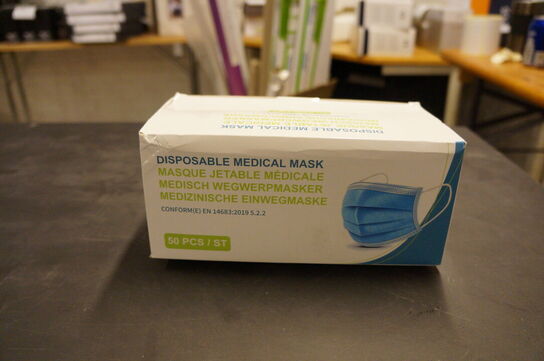 DISPOSABLE MEDICAL MASK
DISPOSABLE MEDICAL MASK
MASQUE JETABLE MÉDICALE
MEDISCH WEGWERPMASKER
MEDIZINISCHE EINWEGMASKE
CONFORM(E) EN 14683:2019 5.2.2
50 PCS / ST